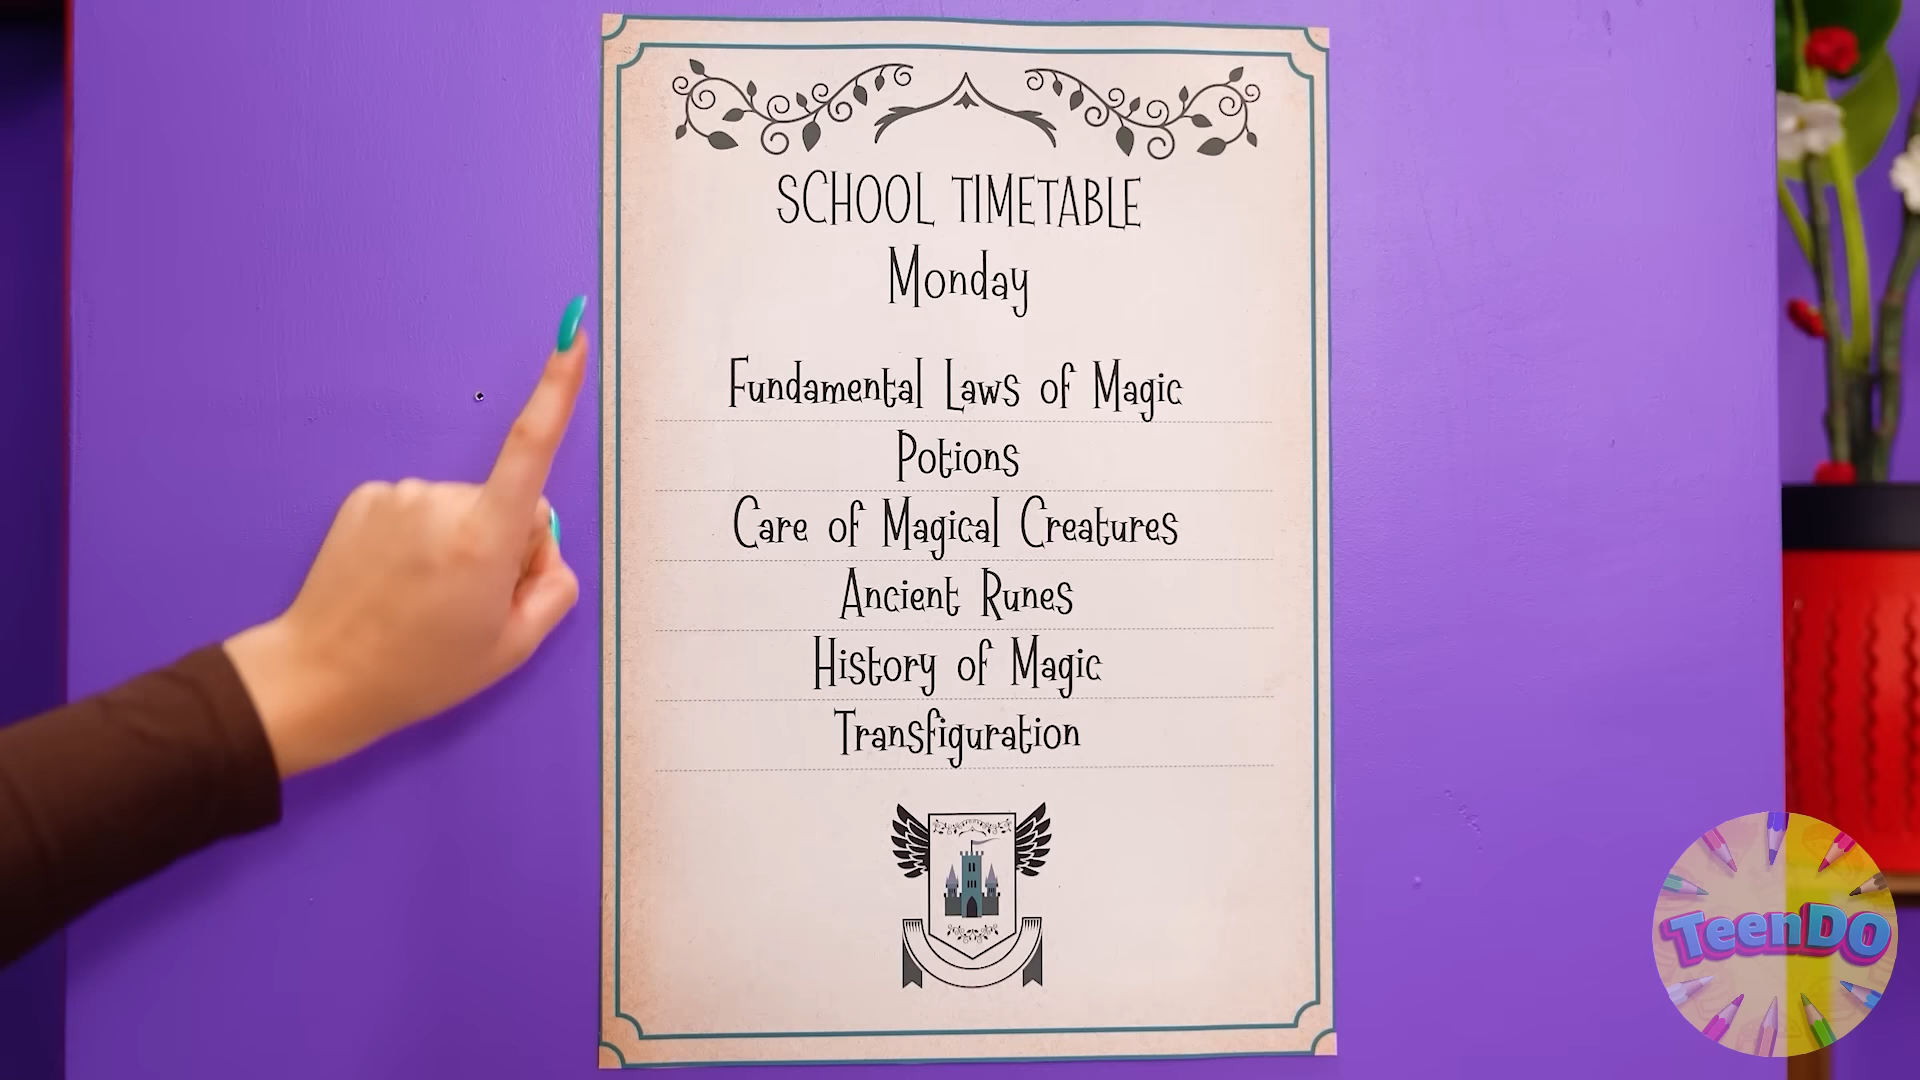 SCHOOL TIMETABLE
Monday
Fundamental Laws of Magic
Potions
Care of Magical Creatures
Ancient Runes
History of Magic
Transfiguration
TeenDO